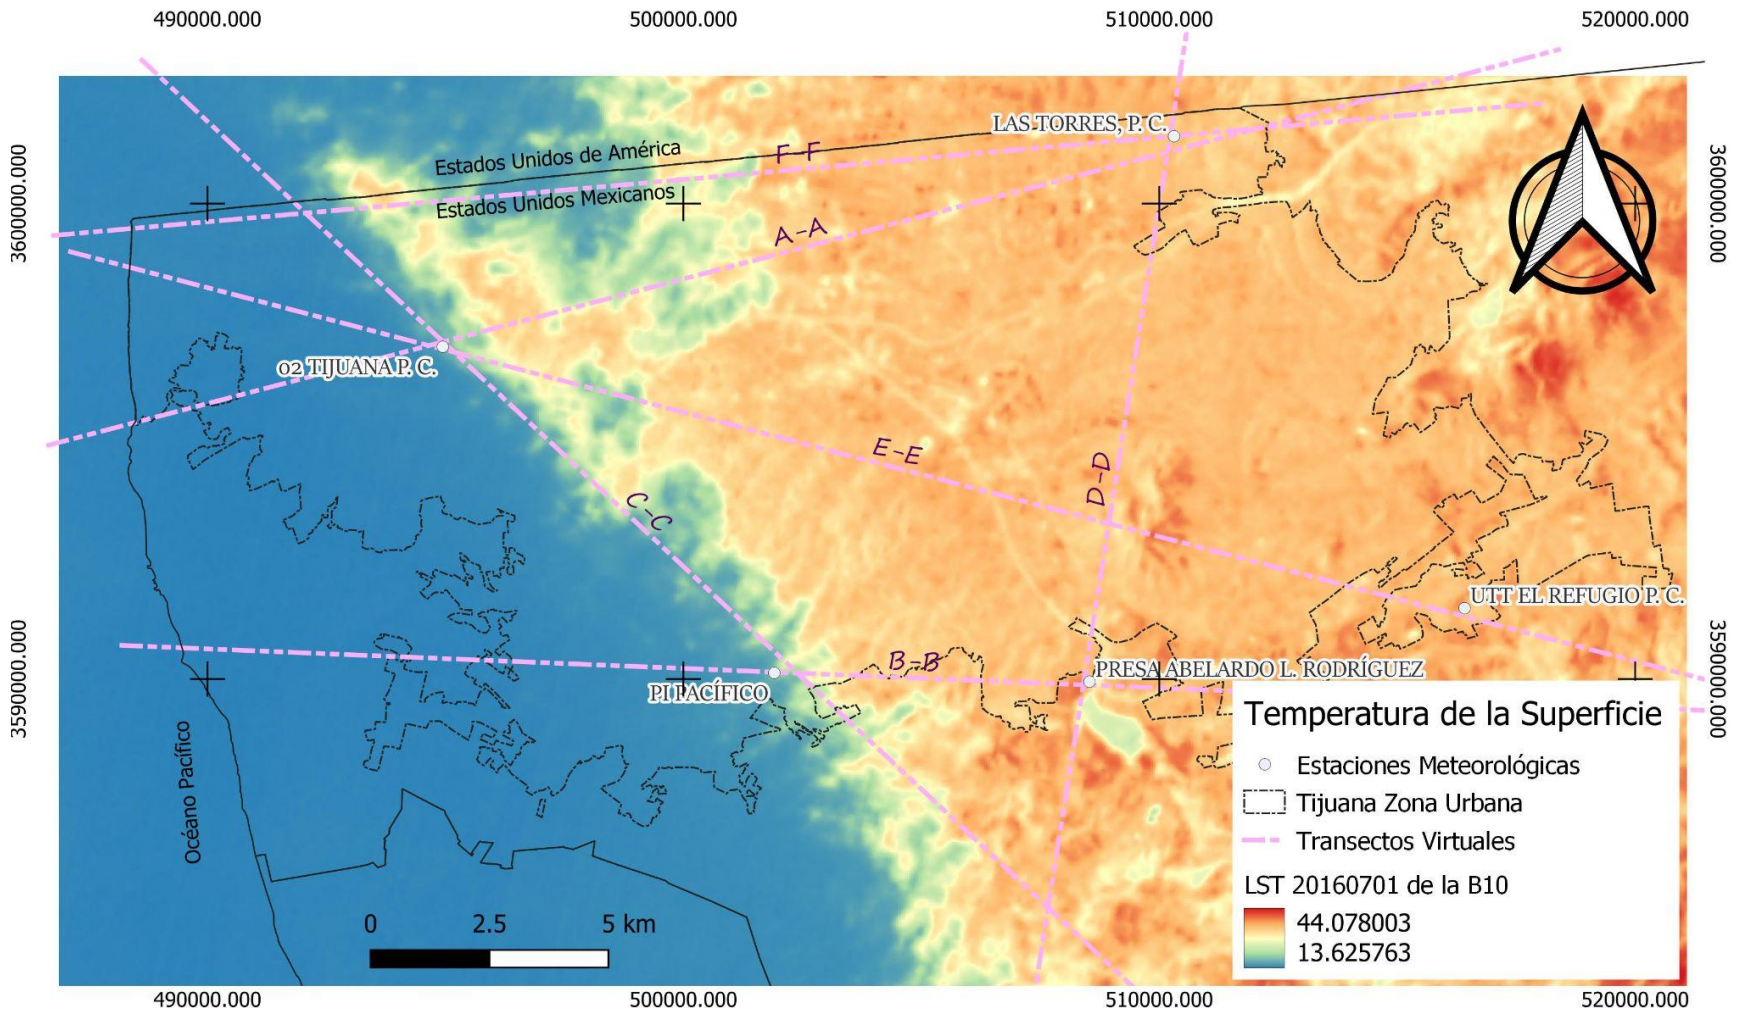 490000.000
500000.000
510000.000
520000.000
3600000.000
3600000.000
LAS TORRES, P. C.
Estados Unidos de América
F-F
Estados Unidos Mexicanos
A-A
02 TIJUANA P. C.
E-E
D-D
C-C
UTT EL REFUGIO P. C.
3590000.000
3590000.000
B-B
PRESA ABELARDO L. RODRÍGUEZ
PI PACÍFICO
Océano Pacífico
Temperatura de la Superficie
Estaciones Meteorológicas
Tijuana Zona Urbana
Transectos Virtuales
LST 20160701 de la B10
44.078003
13.625763
0 2.5 5 km
490000.000
500000.000
510000.000
520000.000